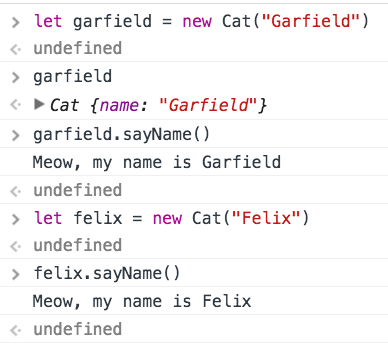 > let garfield = new Cat("Garfield")
undefined
> garfield
Cat {name: "Garfield"}
> garfield.sayName()
Meow, my name is Garfield
undefined
> let felix = new Cat("Felix")
undefined
> felix.sayName()
Meow, my name is Felix
undefined